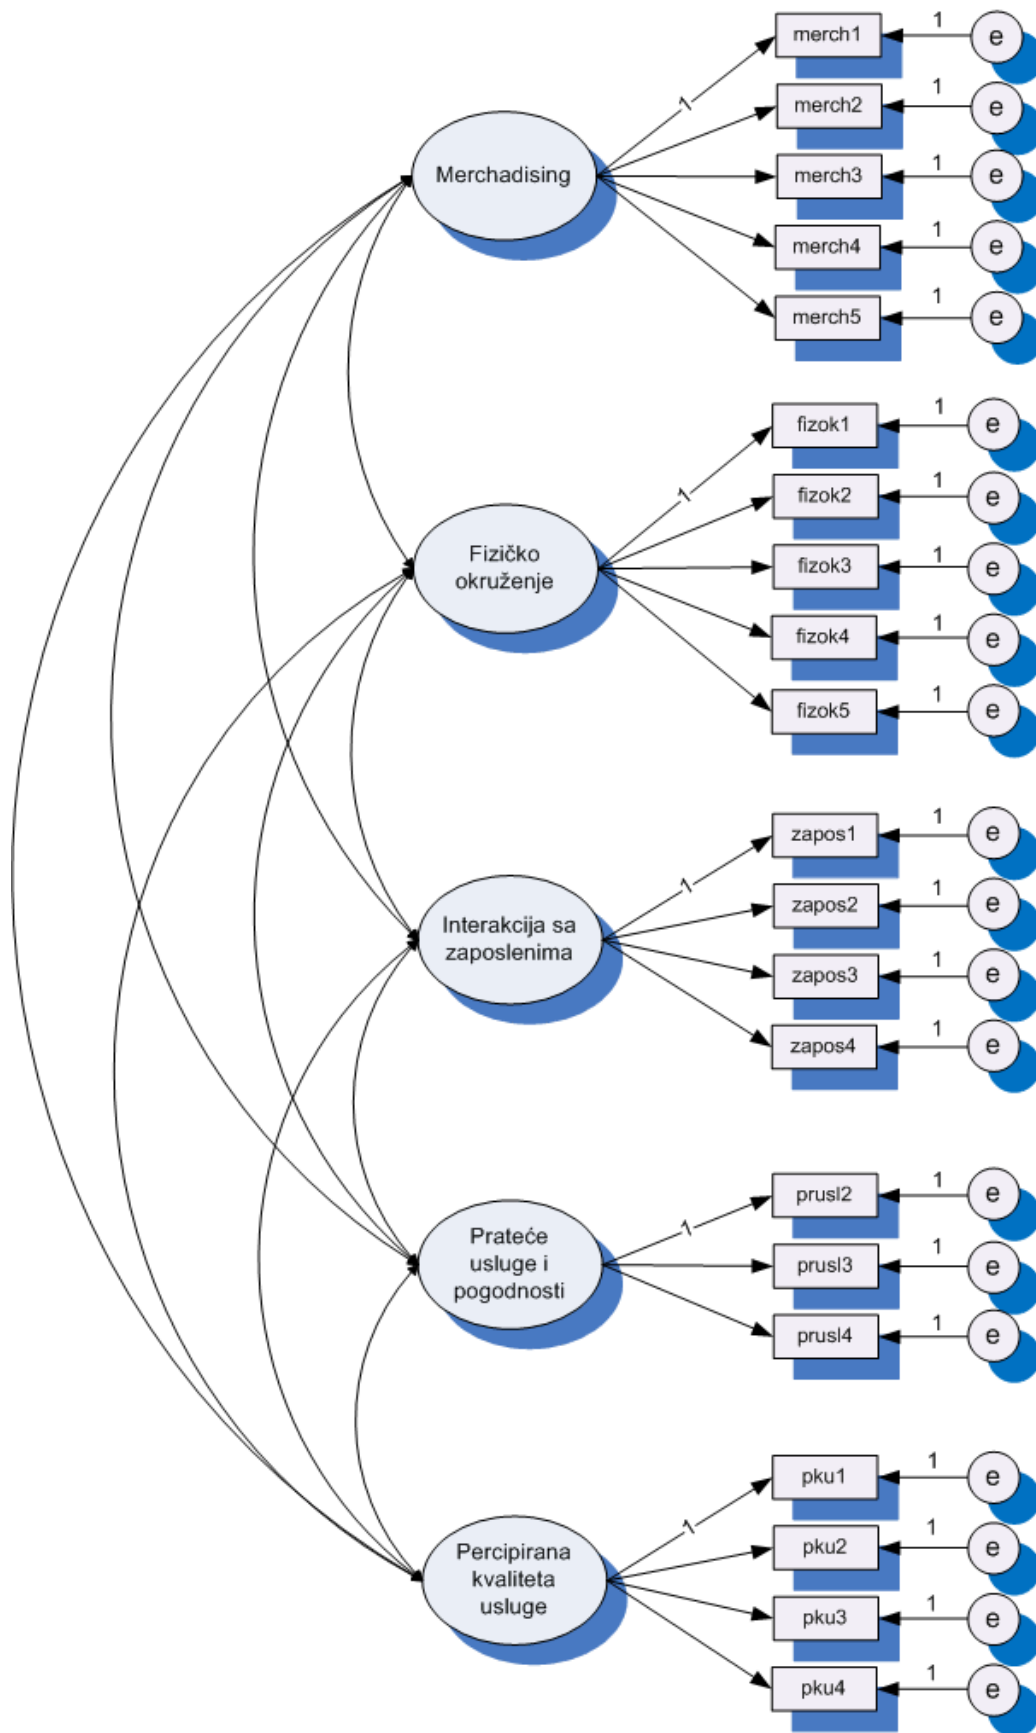 merch1
1
e
1
merch2
1
e
Merchadising
merch3
1
e
merch4
1
e
merch5
1
e
fizok1
1
e
1
fizok2
1
e
Fizičko
okruženje
fizok3
1
e
fizok4
1
e
fizok5
1
e
zapos1
1
e
1
zapos2
1
e
Interakcija sa
zaposlenima
zapos3
1
e
zapos4
1
e
prusl2
1
e
1
Prateće
usluge i
pogodnosti
prusl3
1
e
prusl4
1
e
pku1
1
e
1
pku2
1
e
Percipirana
kvaliteta
usluge
pku3
1
e
pku4
1
e